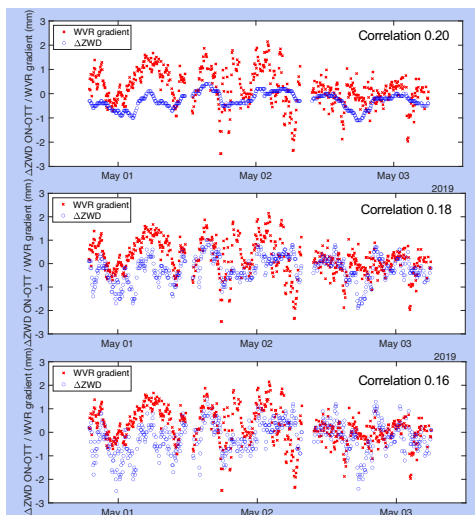 ΔZWD ON-OTT / WVR gradient (mm)
3
2
1
0
-1
-2
-3
WVR gradient
ΔZWD
Correlation 0.20
May 01
May 02
May 03
2019
ΔZWD ON-OTT / WVR gradient (mm)
3
2
1
0
-1
-2
-3
WVR gradient
ΔZWD
Correlation 0.18
May 01
May 02
May 03
2019
ΔZWD ON-OTT / WVR gradient (mm)
3
2
1
0
-1
-2
-3
WVR gradient
ΔZWD
Correlation 0.16
May 01
May 02
May 03